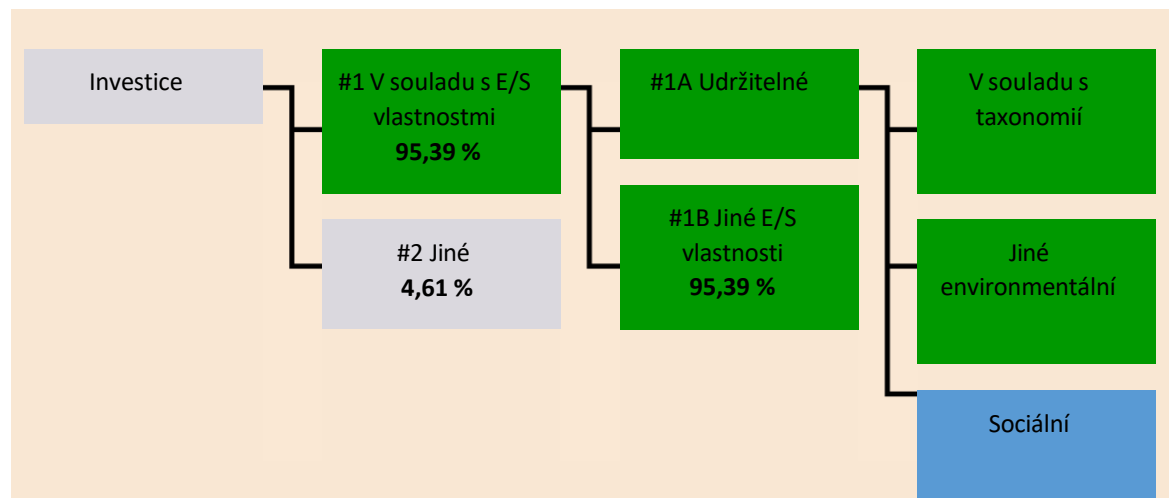 Investice
#1 V souladu s E/S
vlastnostmi
95,39 %
#2 Jiné
4,61 %
#1A Udržitelné
#1B Jiné E/S
vlastnosti
95,39 %
V souladu s
taxonomií
Jiné
environmentální
Sociální